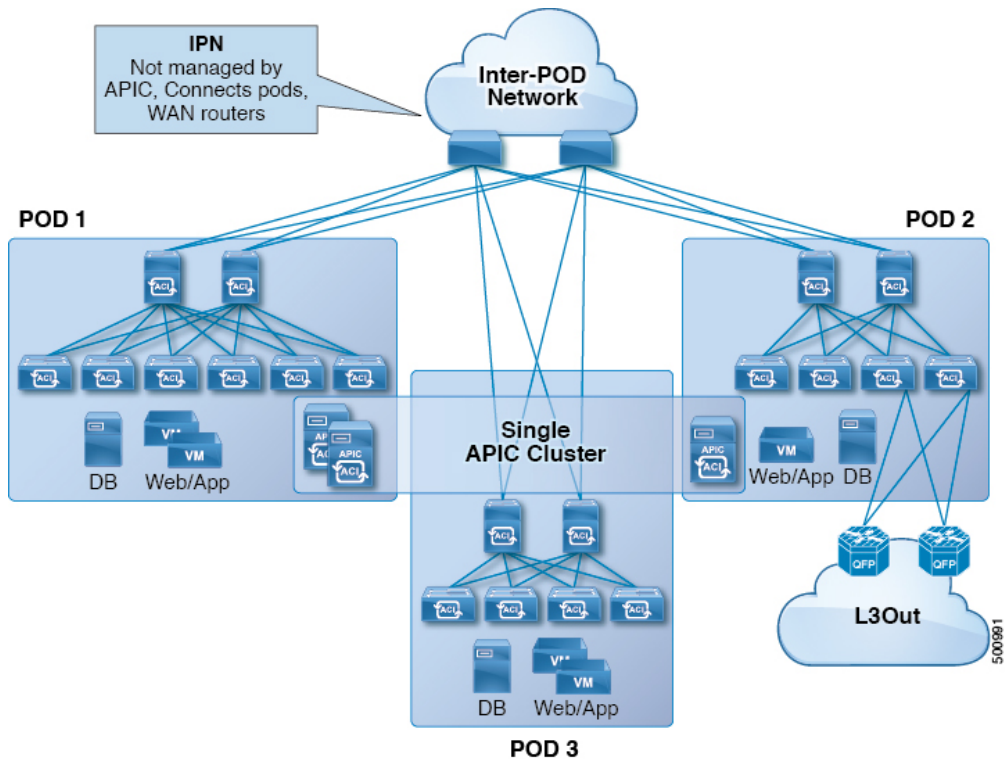 IPN
Not managed by
APIC, Connects pods,
WAN routers
Inter-POD
Network
POD 1
POD 2
ACI
ACI
ACI
ACI
ACI
ACI
ACI
ACI
ACI
ACI
ACI
ACI
ACI
ACI
Single
APIC Cluster
APIC
ACI
APIC
ACI
VM
VM
DB
Web/App
VM
Web/App
DB
ACI
ACI
ACI
ACI
ACI
ACI
QFP
QFP
L3Out
VM
VM
DB
Web/App
POD 3
500991